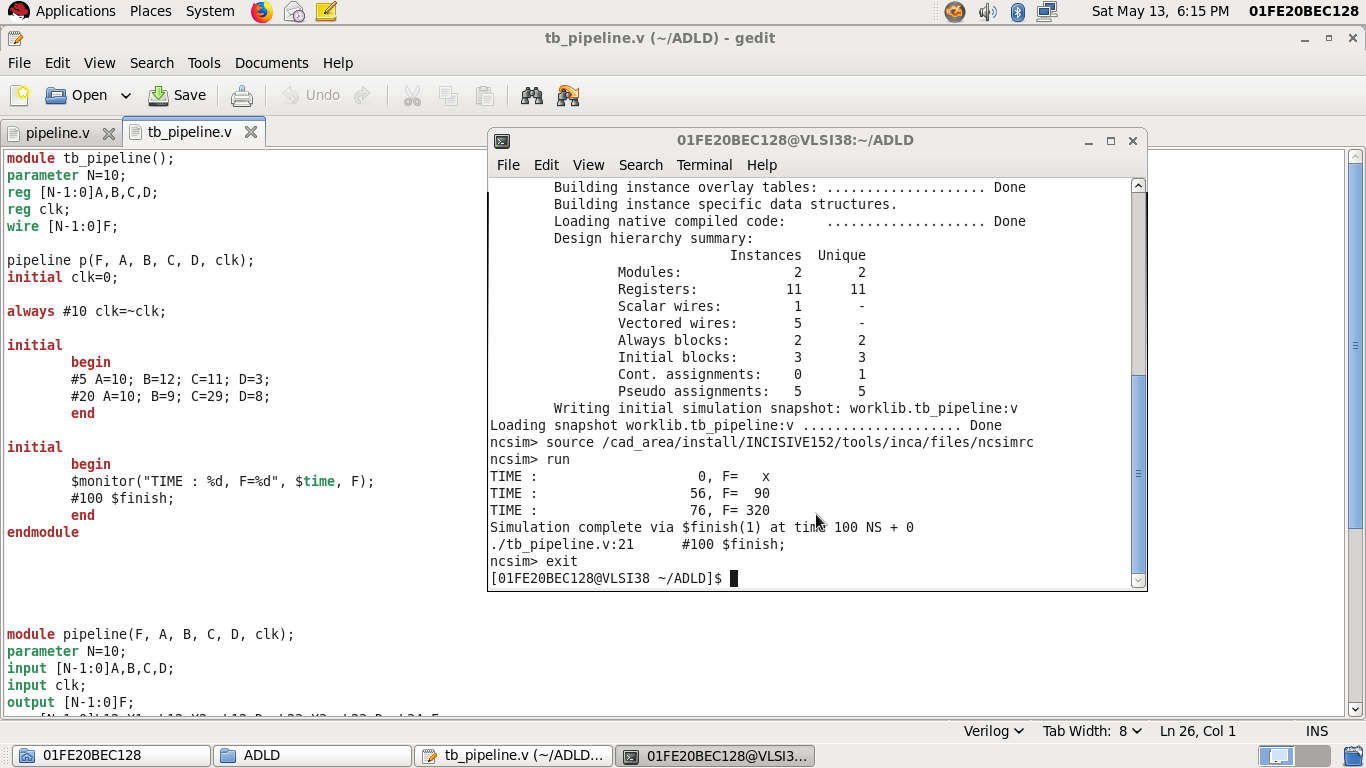 Applications Places System Sat May 13, 6:15 PM 01FE20BEC128
tb_pipeline.v (~/ADLD) - gedit
File Edit View Search Tools Documents Help
Open Save Undo
pipeline.v tb_pipeline.v
module tb_pipeline();
parameter N=10;
reg [N-1:0]A,B,C,D;
reg clk;
wire [N-1:0]F;
pipeline p(F, A, B, C, D, clk);
initial clk=0;
always #10 clk=~clk;
initial
begin
#5 A=10; B=12; C=11; D=3;
#20 A=10; B=9; C=29; D=8;
end
initial
begin
$monitor("TIME : %d, F=%d", $time, F);
#100 $finish;
end
endmodule
module pipeline(F, A, B, C, D, clk);
parameter N=10;
input [N-1:0]A,B,C,D;
input clk;
output [N-1:0]F;
01FE20BEC128@VLSI38:~/ADLD
File Edit View Search Terminal Help
Building instance overlay tables: .................... Done
Building instance specific data structures.
Loading native compiled code: .................... Done
Design hierarchy summary:
Instances Unique
Modules: 2 2
Registers: 11 11
Scalar wires: 1 -
Vectored wires: 5 -
Always blocks: 2 2
Initial blocks: 3 3
Cont. assignments: 0 1
Pseudo assignments: 5 5
Writing initial simulation snapshot: worklib.tb_pipeline:v
Loading snapshot worklib.tb_pipeline:v .................... Done
ncsim> source /cad_area/install/INCISIVE152/tools/inca/files/ncsimrc
ncsim> run
TIME : 0, F= x
TIME : 56, F= 90
TIME : 76, F= 320
Simulation complete via $finish(1) at time 100 NS + 0
./tb_pipeline.v:21 #100 $finish;
ncsim> exit
[01FE20BEC128@VLSI38 ~/ADLD]$
Verilog Tab Width: 8 Ln 26, Col 1 INS
01FE20BEC128 ADLD tb_pipeline.v (~/ADLD... 01FE20BEC128@VLSI3...